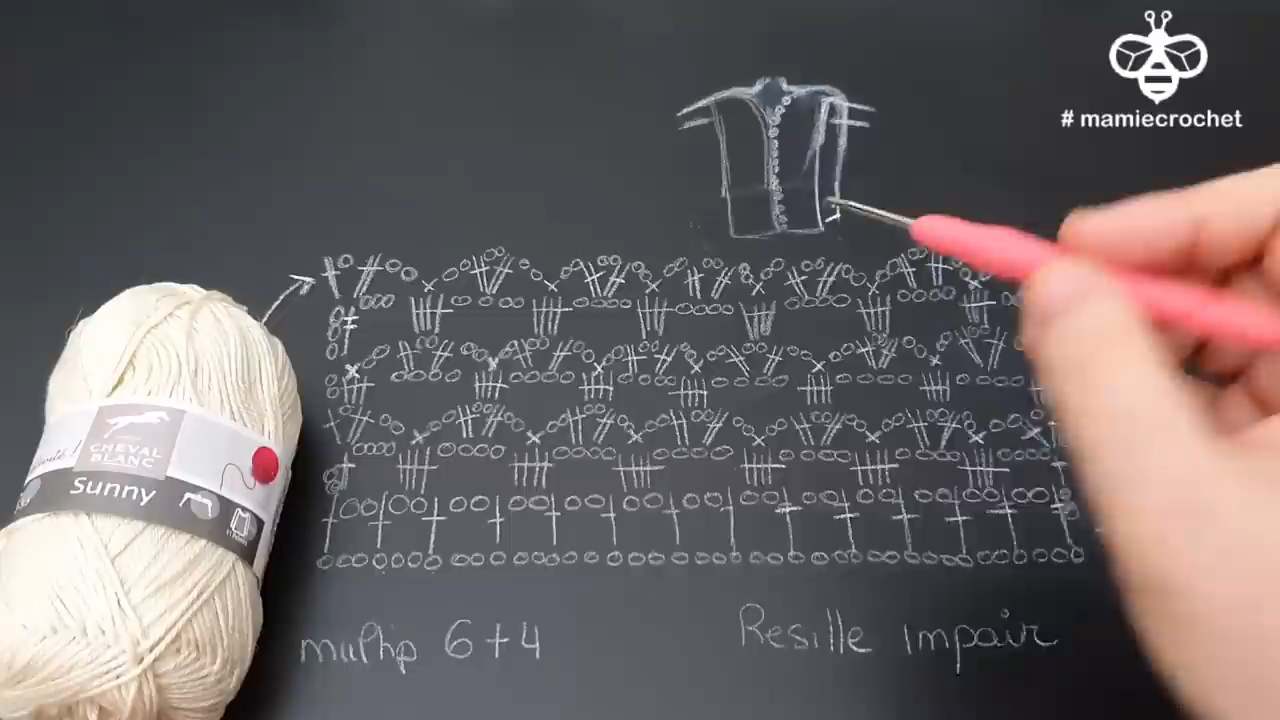 # mamiecrochet
CHEVAL
BLANC
Sunny
multip 6+4
Resille Impair